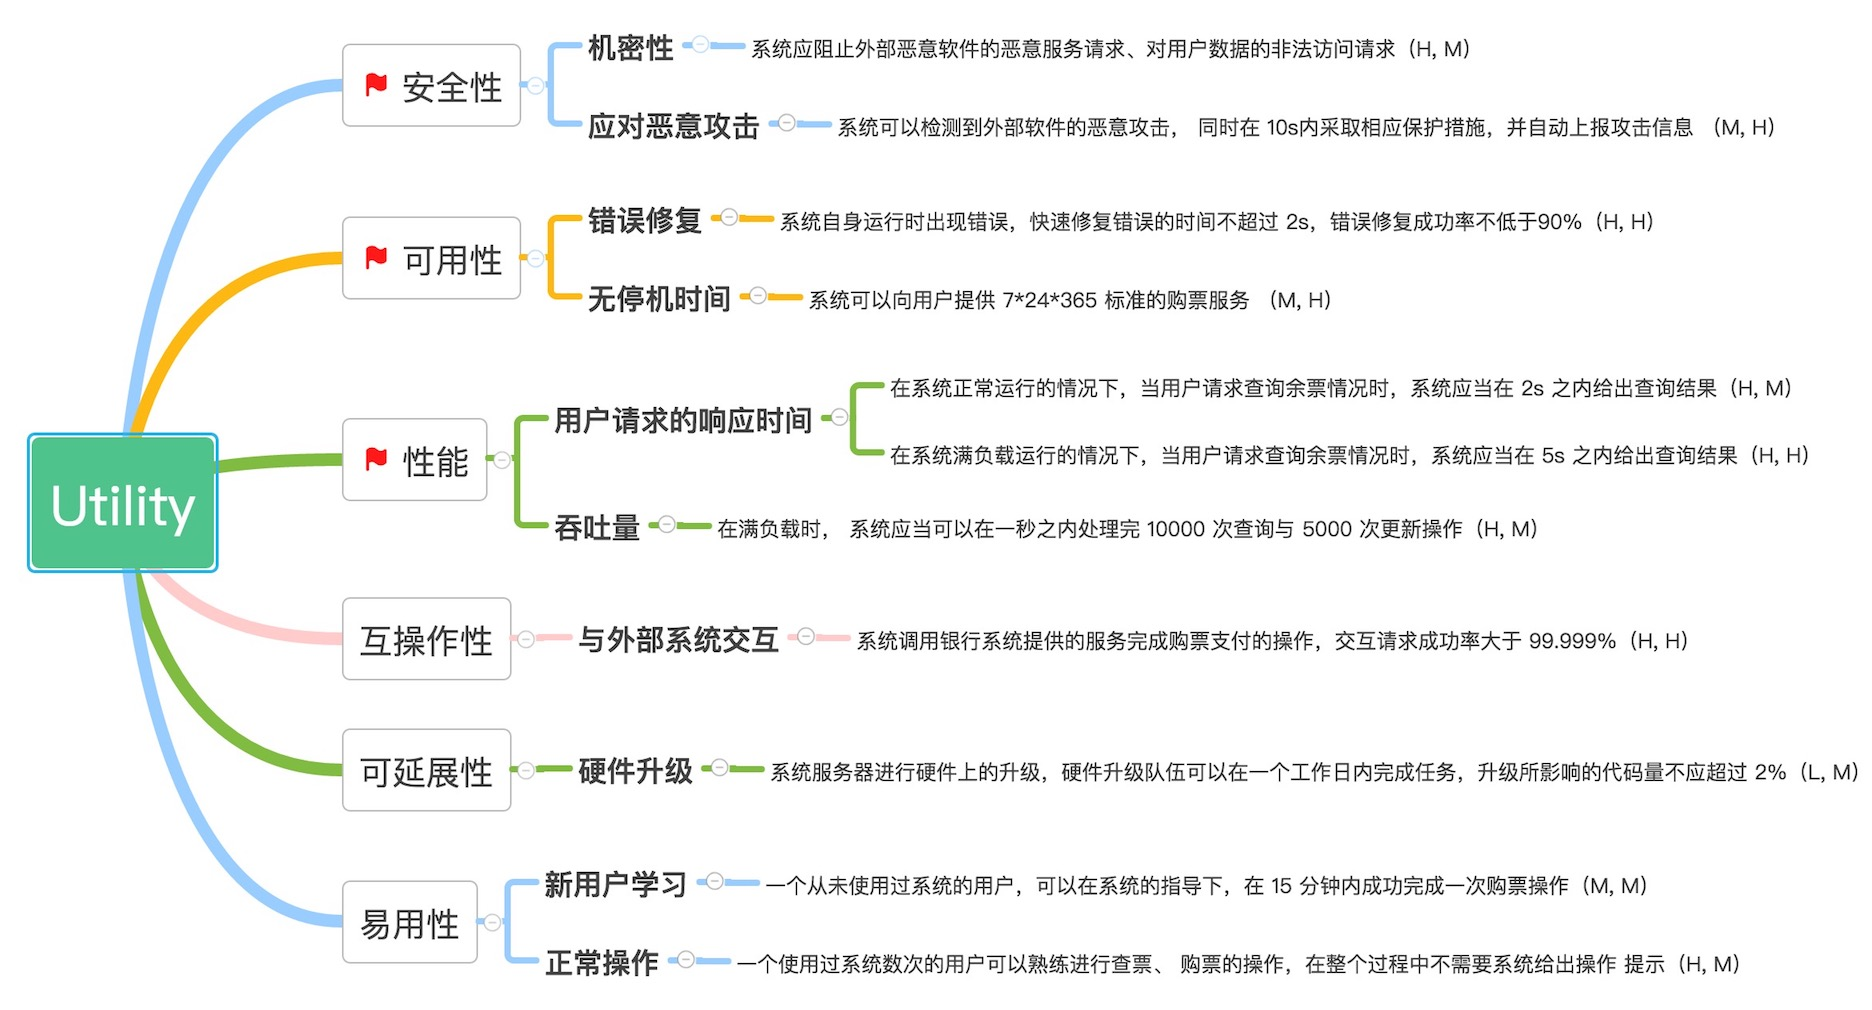 Utility
安全性
机密性
系统应阻止外部恶意软件的恶意服务请求、对用户数据的非法访问请求（H, M）
应对恶意攻击
系统可以检测到外部软件的恶意攻击， 同时在 10s内采取相应保护措施，并自动上报攻击信息 （M, H）
可用性
错误修复
系统自身运行时出现错误，快速修复错误的时间不超过 2s，错误修复成功率不低于90%（H, H）
无停机时间
系统可以向用户提供 7*24*365 标准的购票服务 （M, H）
性能
用户请求的响应时间
在系统正常运行的情况下，当用户请求查询余票情况时，系统应当在 2s 之内给出查询结果（H, M）
在系统满负载运行的情况下，当用户请求查询余票情况时，系统应当在 5s 之内给出查询结果（H, H）
吞吐量
在满负载时， 系统应当可以在一秒之内处理完 10000 次查询与 5000 次更新操作（H, M）
互操作性
与外部系统交互
系统调用银行系统提供的服务完成购票支付的操作，交互请求成功率大于 99.999%（H, H）
可延展性
硬件升级
系统服务器进行硬件上的升级，硬件升级队伍可以在一个工作日内完成任务，升级所影响的代码量不应超过 2%（L, M）
易用性
新用户学习
一个从未使用过系统的用户，可以在系统的指导下，在 15 分钟内成功完成一次购票操作（M, M）
正常操作
一个使用过系统数次的用户可以熟练进行查票、 购票的操作，在整个过程中不需要系统给出操作 提示（H, M）